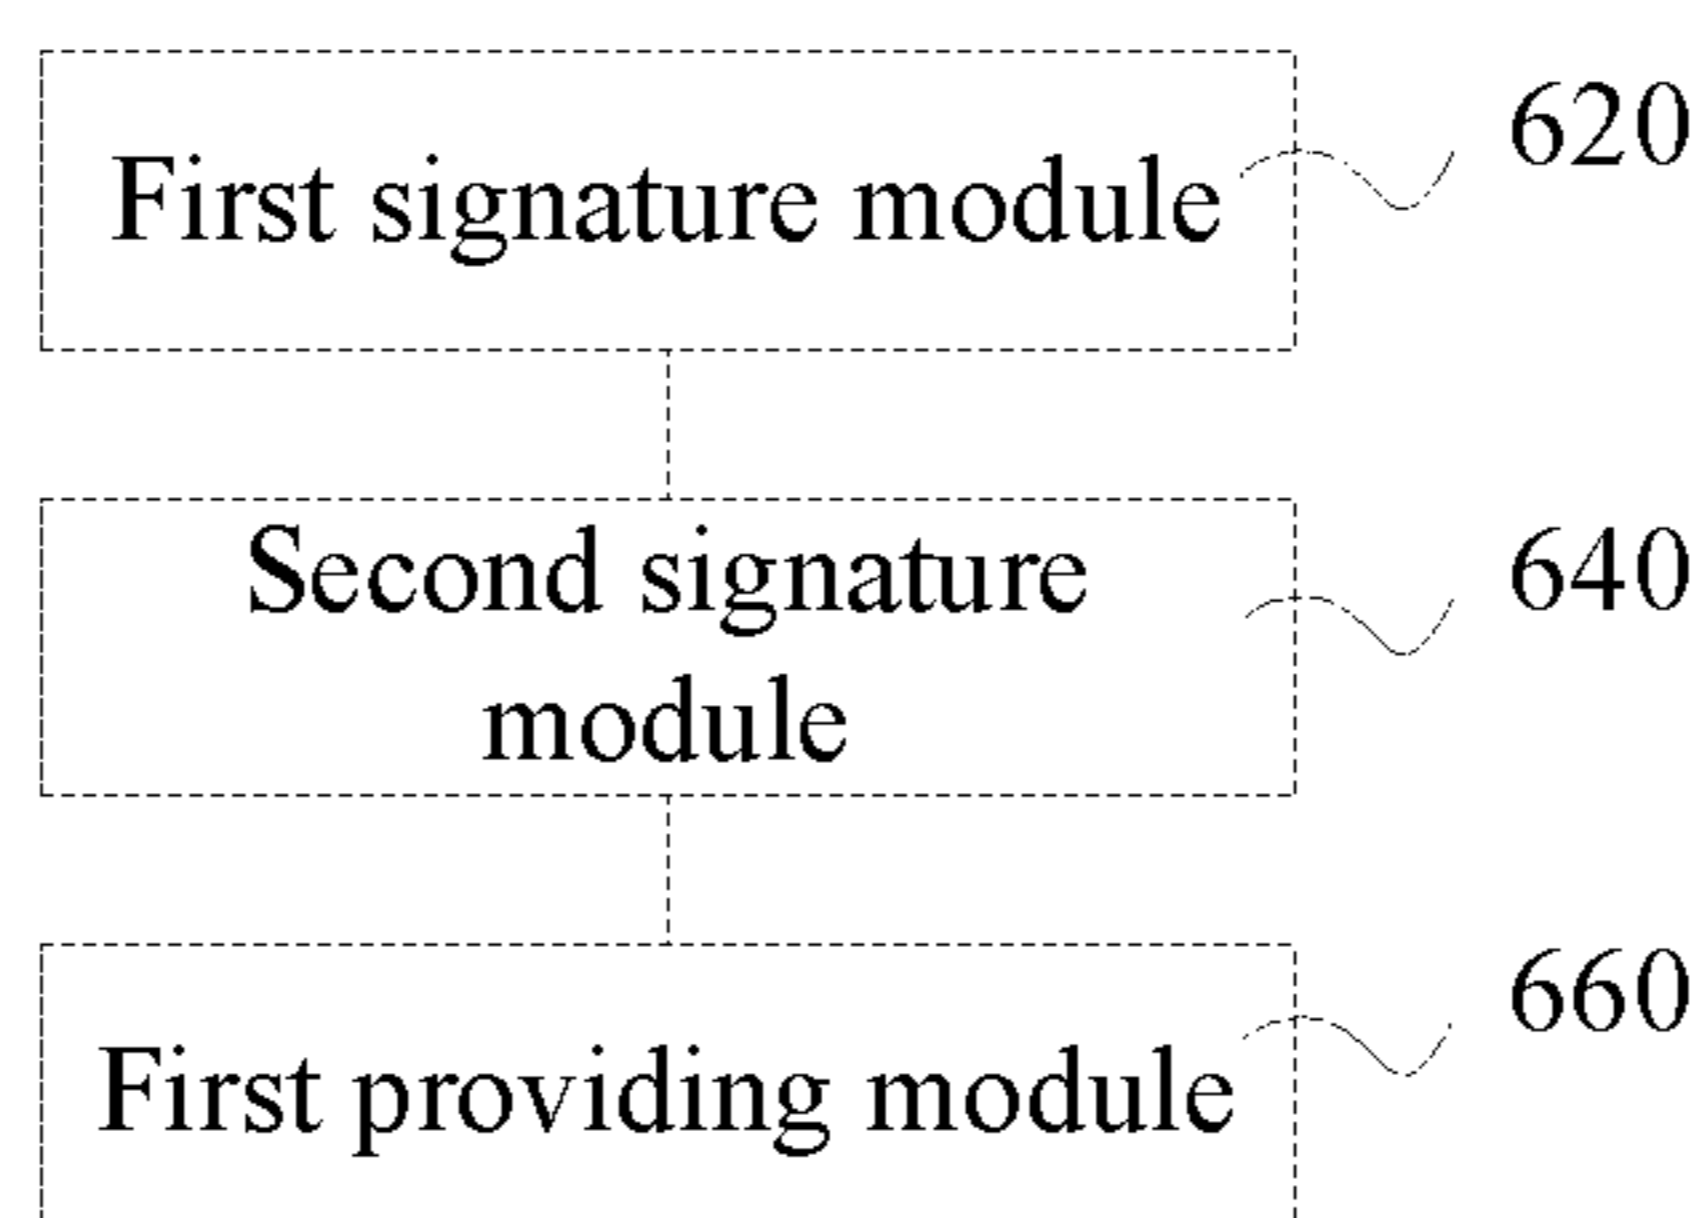 First signature module 620
Second signature 640
module
First providing module 660